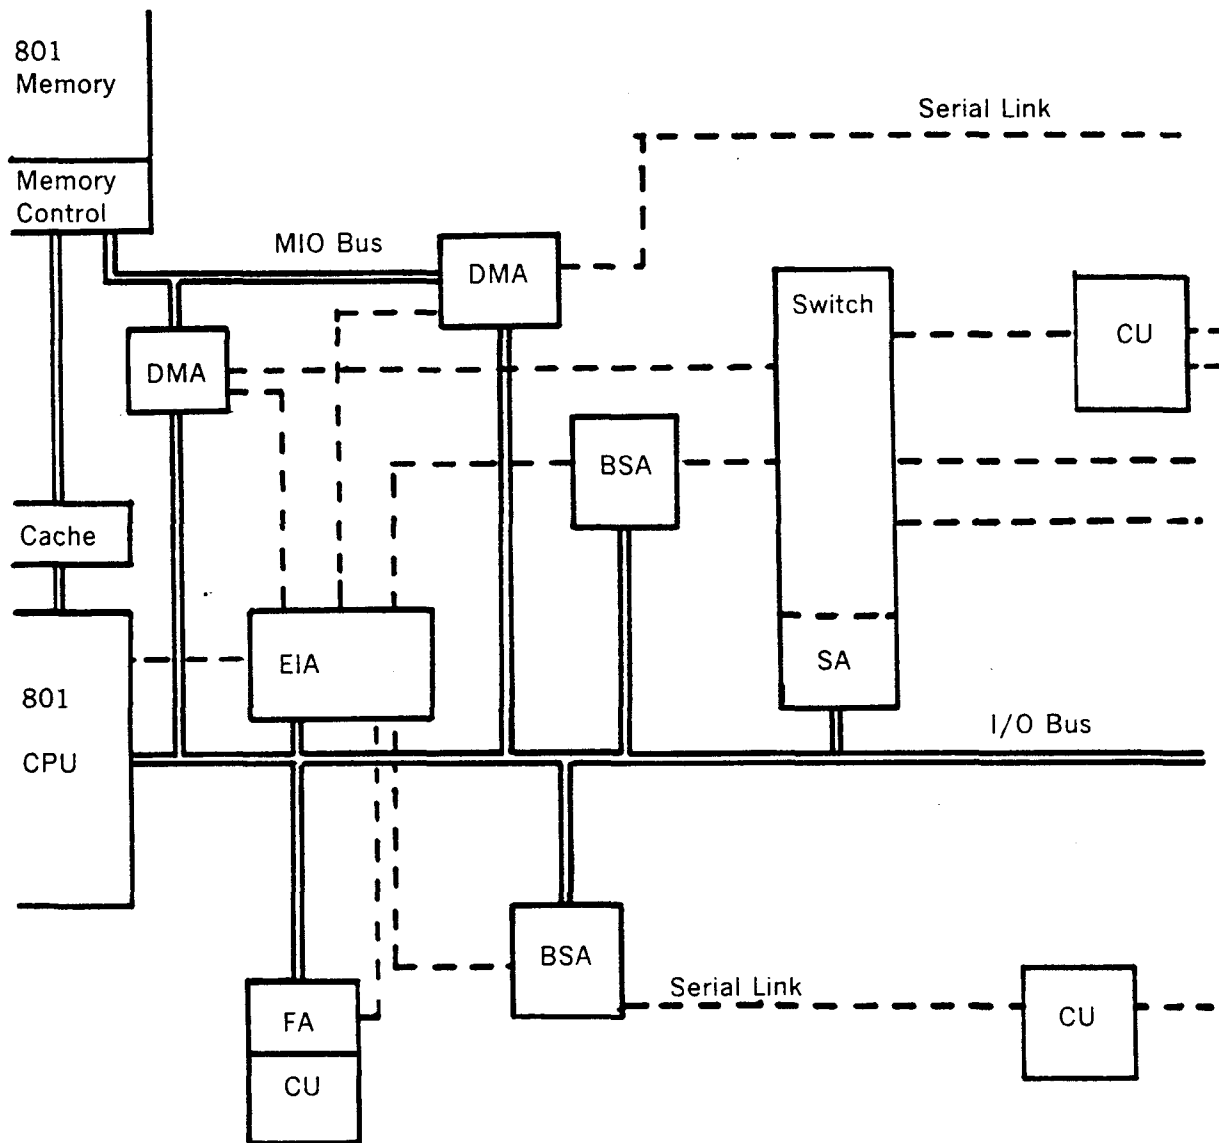 801
Memory
Serial Link
Memory
Control
MIO Bus
DMA
Switch
CU
DMA
BSA
Cache
EIA
SA
801
CPU
I/O Bus
BSA
Serial Link
FA
CU
CU